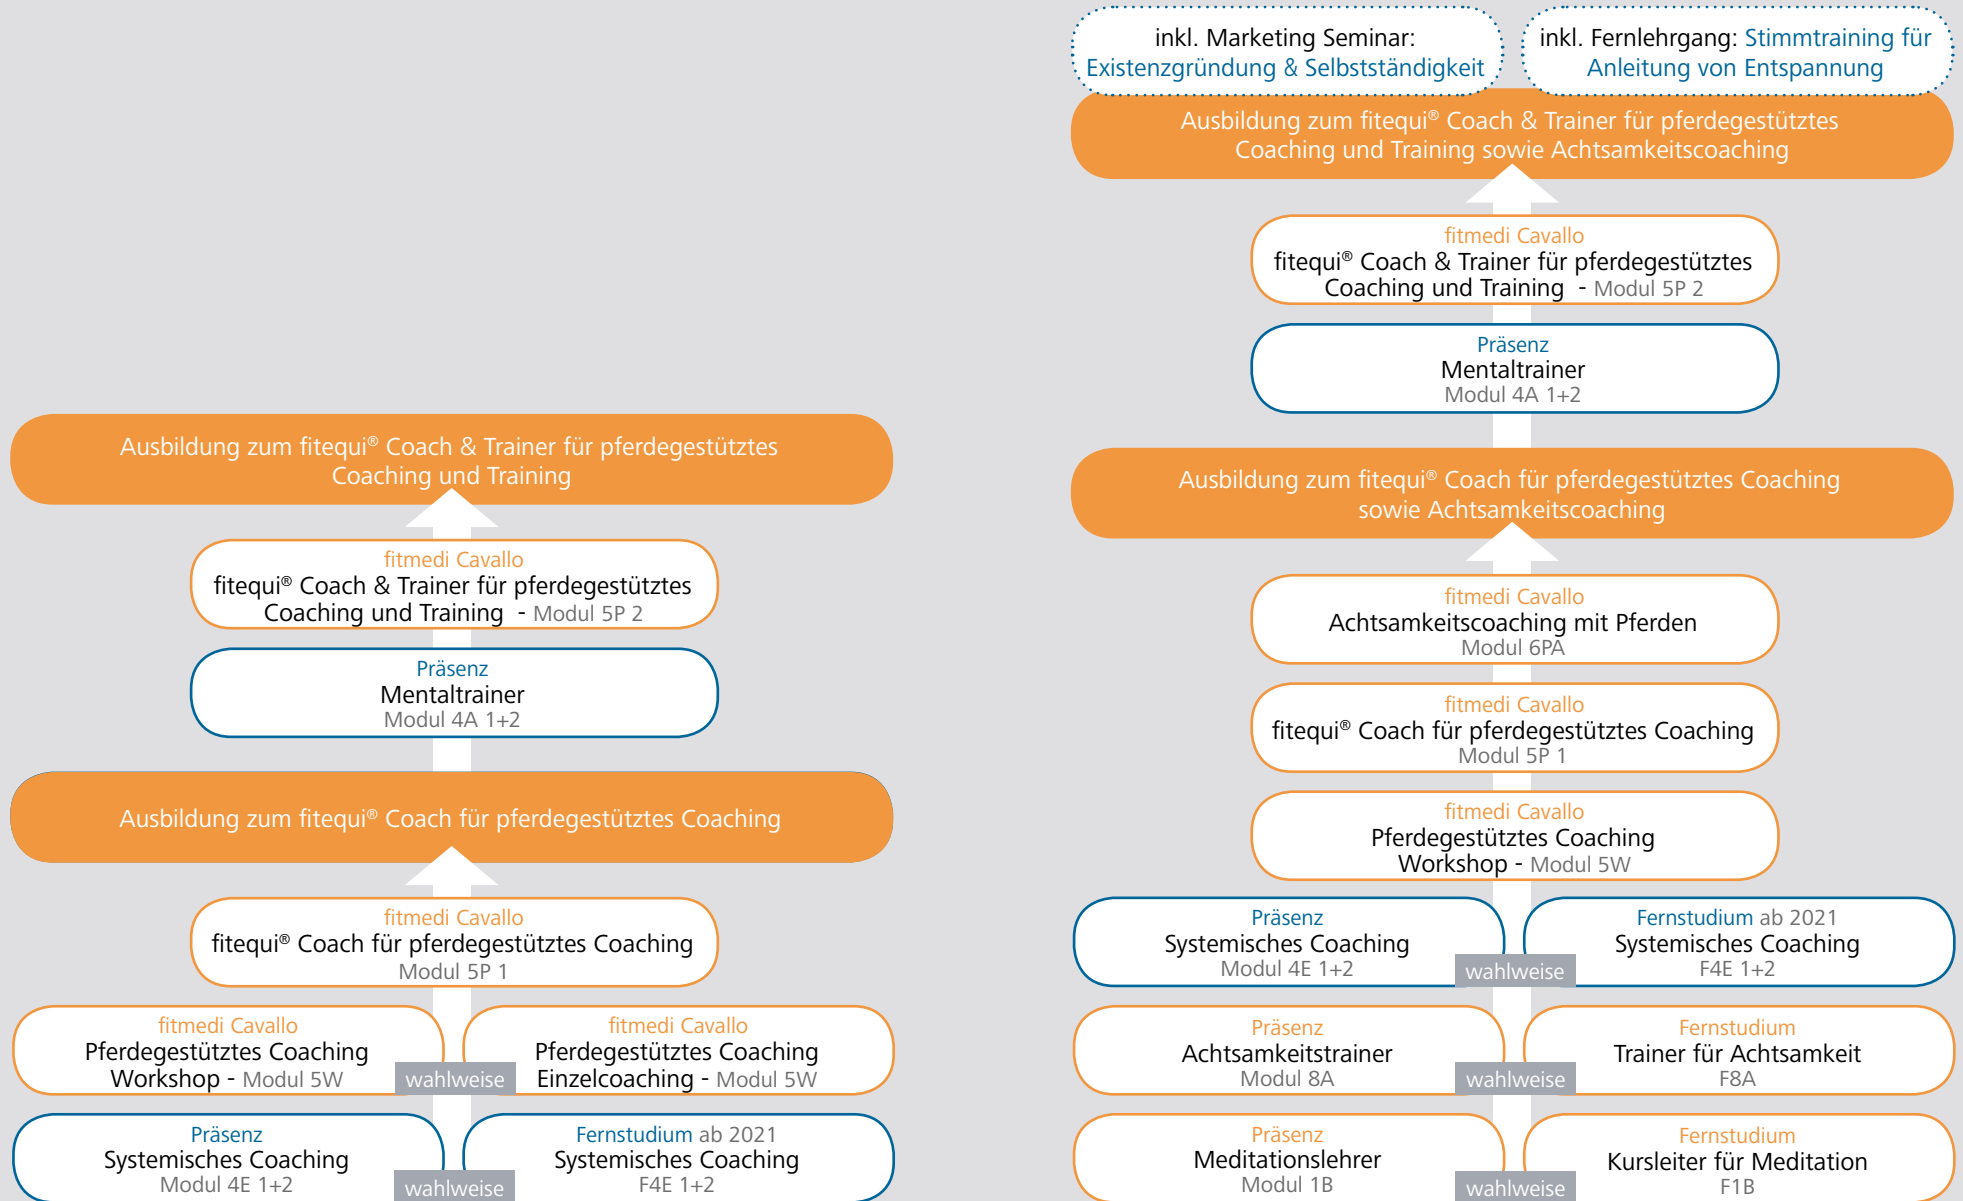 Ausbildung zum fitequi® Coach & Trainer für pferdegestütztes
Coaching und Training
fitmedi Cavallo
fitequi® Coach & Trainer für pferdegestütztes
Coaching und Training - Modul 5P 2
Präsenz
Mentaltrainer
Modul 4A 1+2
Ausbildung zum fitequi® Coach für pferdegestütztes Coaching
fitmedi Cavallo
fitequi® Coach für pferdegestütztes Coaching
Modul 5P 1
fitmedi Cavallo
Pferdegestütztes Coaching
Workshop - Modul 5W
wahlweise
fitmedi Cavallo
Pferdegestütztes Coaching
Einzelcoaching - Modul 5W
Präsenz
Systemisches Coaching
Modul 4E 1+2
wahlweise
Fernstudium ab 2021
Systemisches Coaching
F4E 1+2
inkl. Marketing Seminar:
Existenzgründung & Selbstständigkeit
inkl. Fernlehrgang: Stimmtraining für
Anleitung von Entspannung
Ausbildung zum fitequi® Coach & Trainer für pferdegestütztes
Coaching und Training sowie Achtsamkeitscoaching
fitmedi Cavallo
fitequi® Coach & Trainer für pferdegestütztes
Coaching und Training - Modul 5P 2
Präsenz
Mentaltrainer
Modul 4A 1+2
Ausbildung zum fitequi® Coach für pferdegestütztes Coaching
sowie Achtsamkeitscoaching
fitmedi Cavallo
Achtsamkeitscoaching mit Pferden
Modul 6PA
fitmedi Cavallo
fitequi® Coach für pferdegestütztes Coaching
Modul 5P 1
fitmedi Cavallo
Pferdegestütztes Coaching
Workshop - Modul 5W
Präsenz
Systemisches Coaching
Modul 4E 1+2
wahlweise
Fernstudium ab 2021
Systemisches Coaching
F4E 1+2
Präsenz
Achtsamkeitstrainer
Modul 8A
wahlweise
Fernstudium
Trainer für Achtsamkeit
F8A
Präsenz
Meditationslehrer
Modul 1B
wahlweise
Fernstudium
Kursleiter für Meditation
F1B